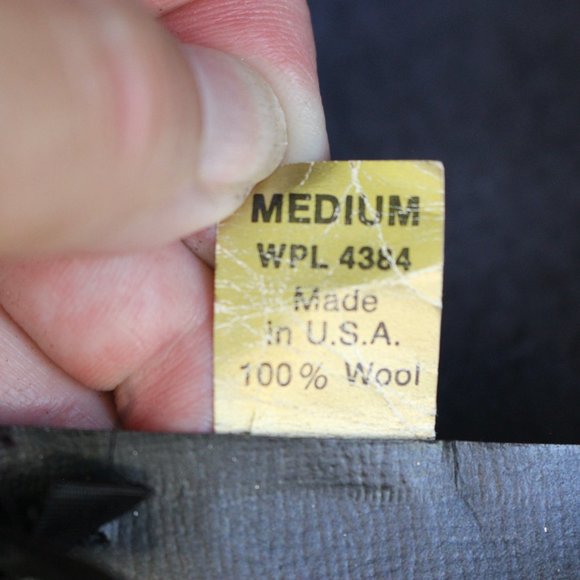 MEDIUM
WPL 4384
Made
in U.S.A.
100% Wool